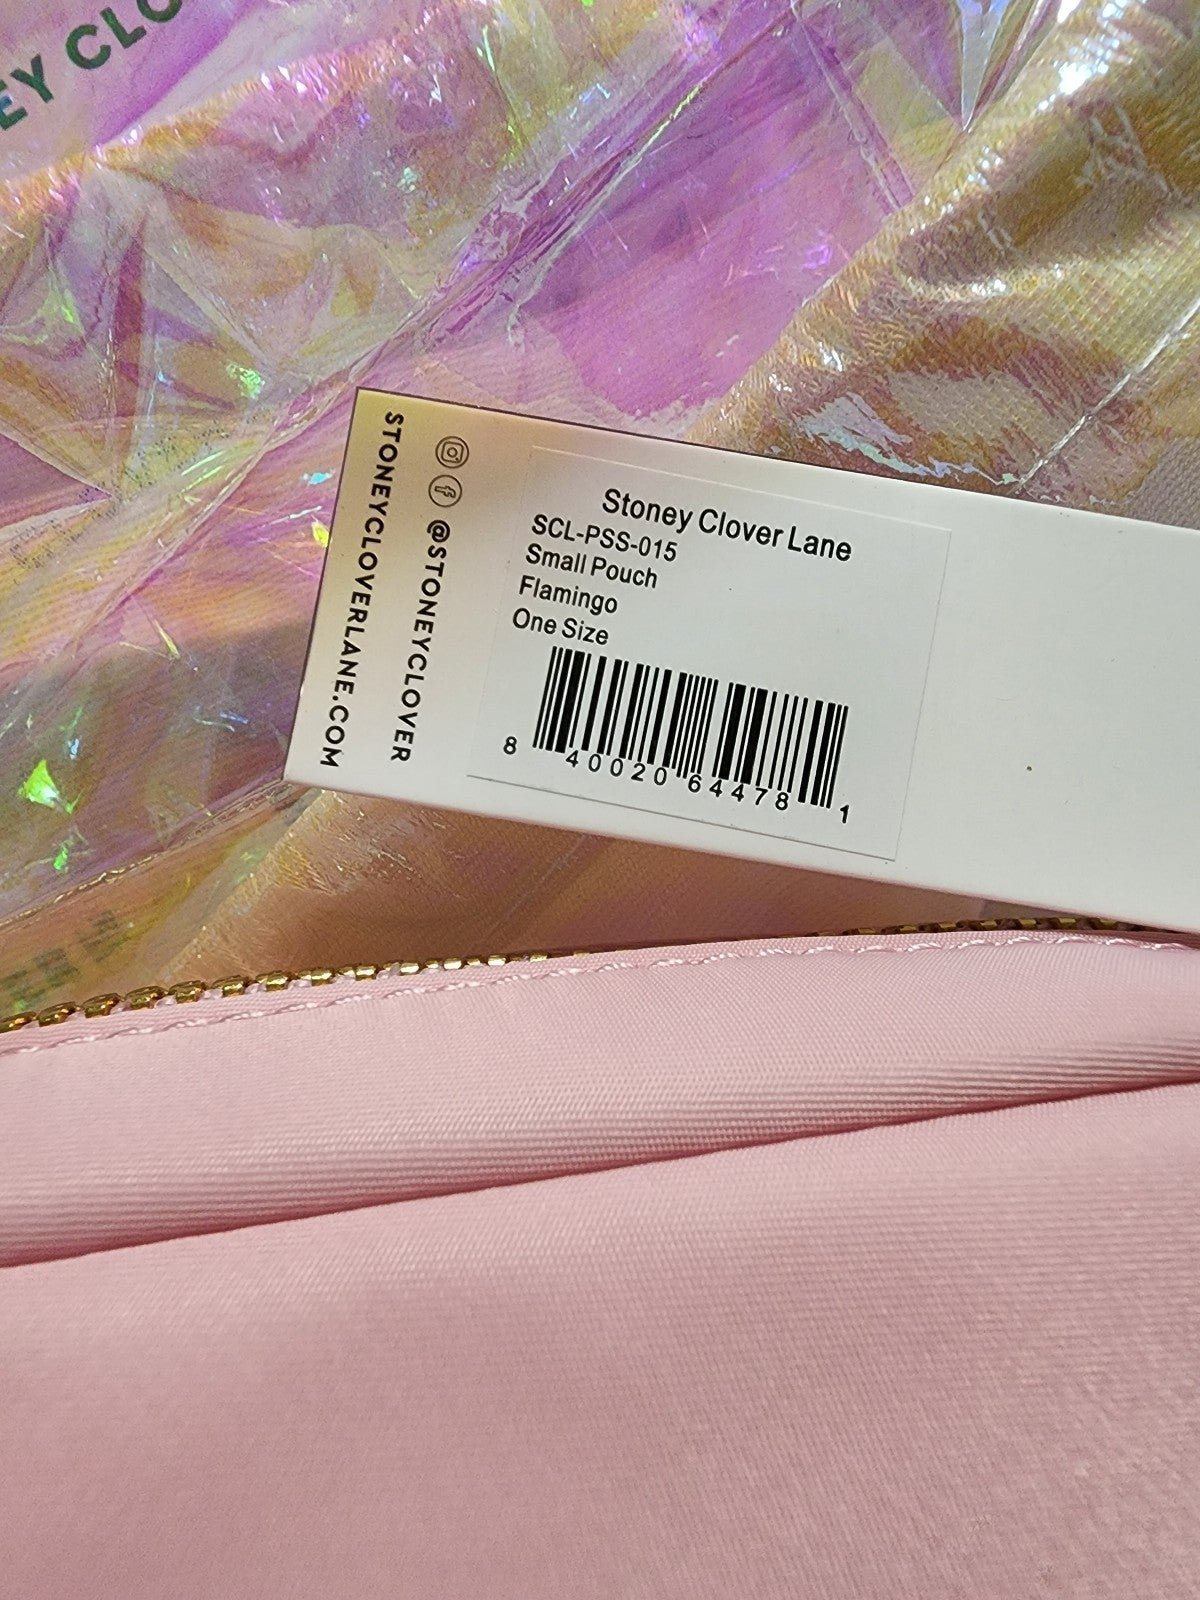 EY CLO
STONEYCLOVERLANE.COM
@STONEYCLOVER
Stoney Clover Lane
SCL-PSS-015
Small Pouch
Flamingo
One Size
8 40020 64478 1